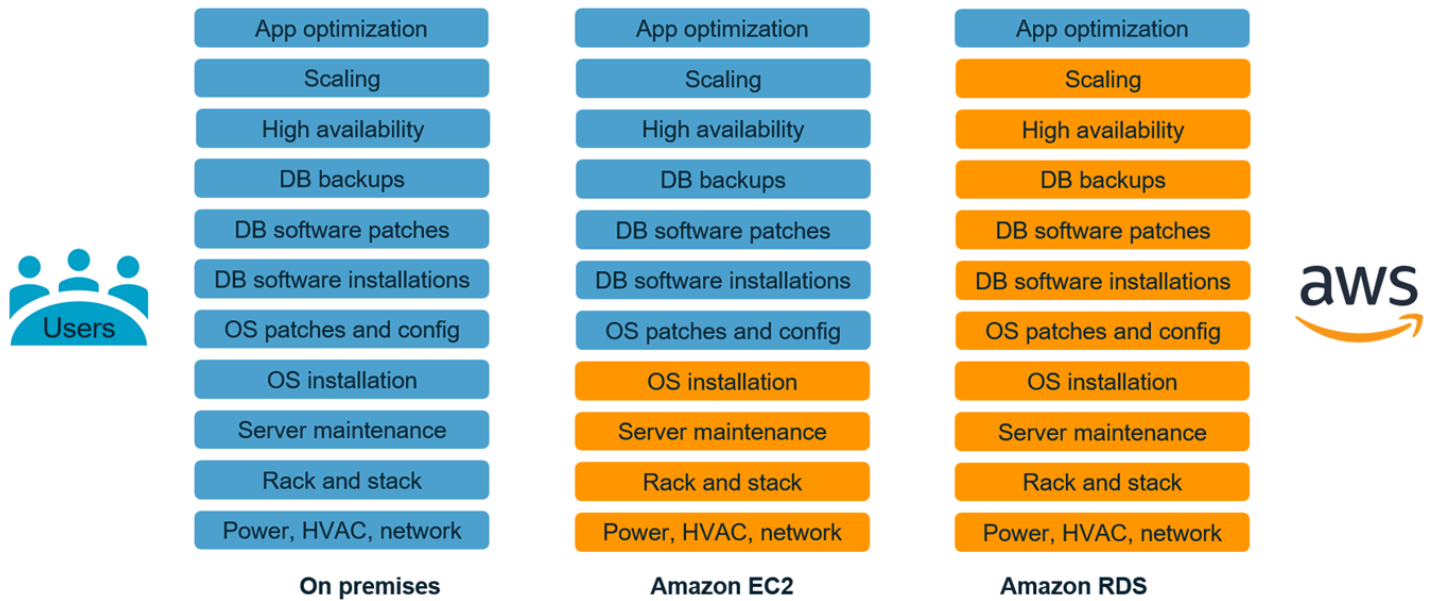 App optimization
Scaling
High availability
DB backups
DB software patches
DB software installations
OS patches and config
OS installation
Server maintenance
Rack and stack
Power, HVAC, network
On premises
App optimization
Scaling
High availability
DB backups
DB software patches
DB software installations
OS patches and config
OS installation
Server maintenance
Rack and stack
Power, HVAC, network
Amazon EC2
App optimization
Scaling
High availability
DB backups
DB software patches
DB software installations
OS patches and config
OS installation
Server maintenance
Rack and stack
Power, HVAC, network
Amazon RDS
Users
aws